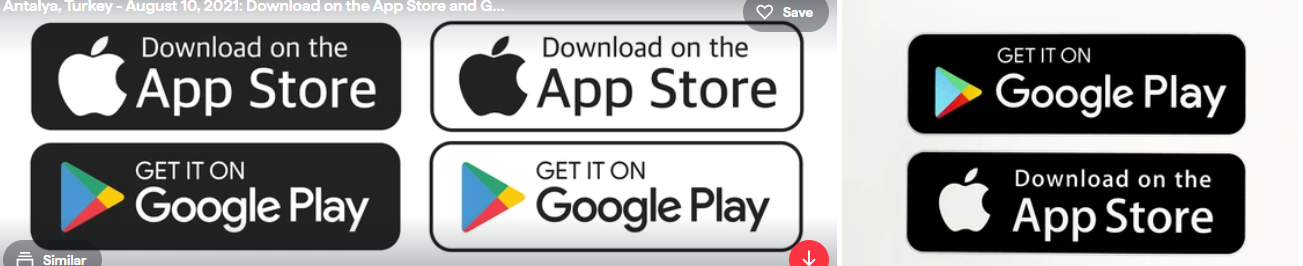 Antalya, Turkey - August 10, 2021: Download on the App Store and G...
Save
Download on the
App Store
Download on the
App Store
GET IT ON
Google Play
GET IT ON
Google Play
Similar
GET IT ON
Google Play
Download on the
App Store